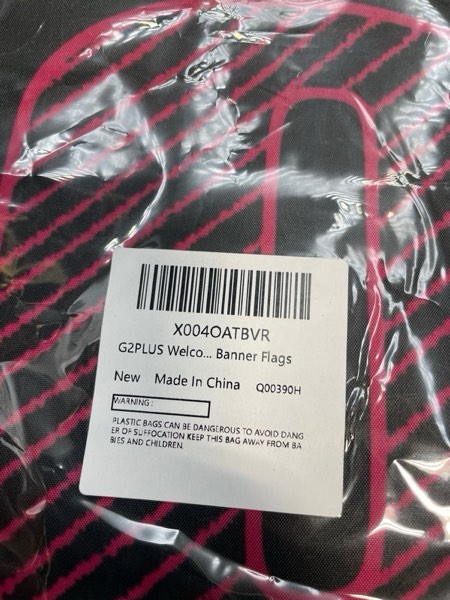 X004OATBVR
G2PLUS Welco... Banner Flags
New Made In China Q00390H
WARNING:
PLASTIC BAGS CAN BE DANGEROUS TO AVOID DANG
ER OF SUFFOCATION KEEP THIS BAG AWAY FROM BA
BIES AND CHILDREN.